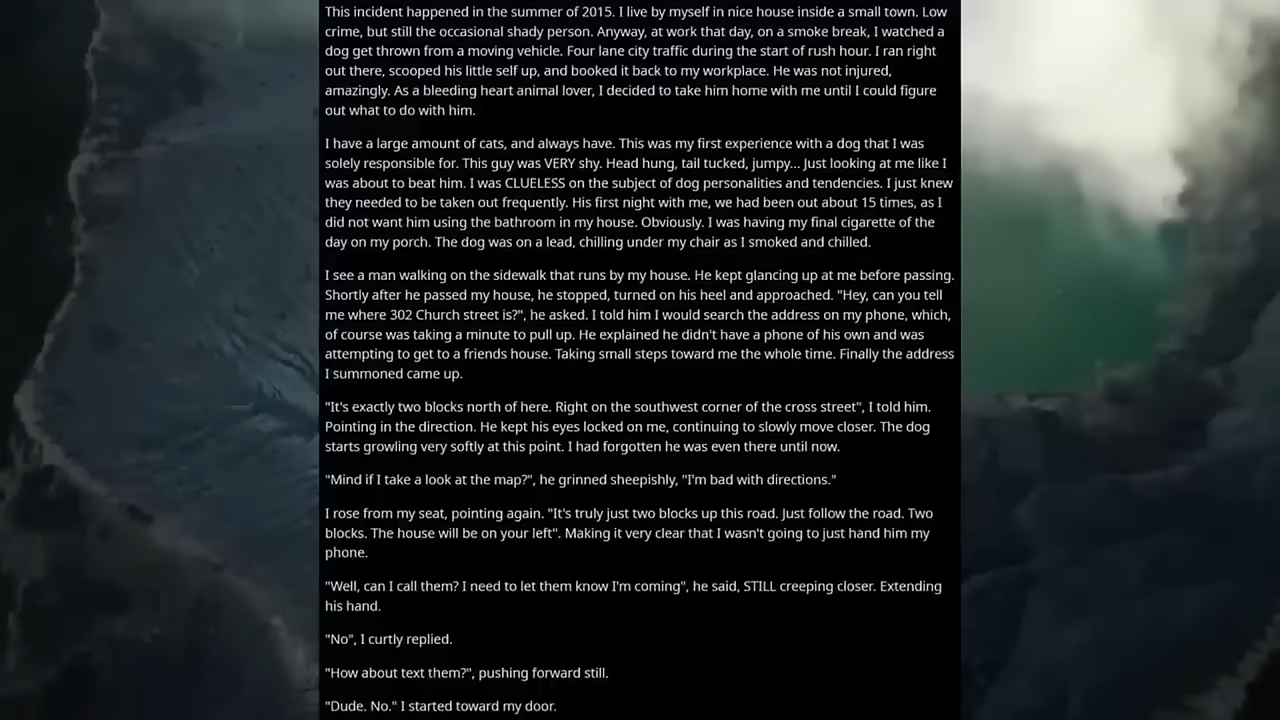 This incident happened in the summer of 2015. I live by myself in nice house inside a small town. Low
crime, but still the occasional shady person. Anyway, at work that day, on a smoke break, I watched a
dog get thrown from a moving vehicle. Four lane city traffic during the start of rush hour. I ran right
out there, scooped his little self up, and booked it back to my workplace. He was not injured,
amazingly. As a bleeding heart animal lover, I decided to take him home with me until I could figure
out what to do with him.
I have a large amount of cats, and always have. This was my first experience with a dog that I was
solely responsible for. This guy was VERY shy. Head hung, tail tucked, jumpy... Just looking at me like I
was about to beat him. I was CLUELESS on the subject of dog personalities and tendencies. I just knew
they needed to be taken out frequently. His first night with me, we had been out about 15 times, as I
did not want him using the bathroom in my house. Obviously. I was having my final cigarette of the
day on my porch. The dog was on a lead, chilling under my chair as I smoked and chilled.
I see a man walking on the sidewalk that runs by my house. He kept glancing up at me before passing.
Shortly after he passed my house, he stopped, turned on his heel and approached. "Hey, can you tell
me where 302 Church street is?", he asked. I told him I would search the address on my phone, which,
of course was taking a minute to pull up. He explained he didn't have a phone of his own and was
attempting to get to a friends house. Taking small steps toward me the whole time. Finally the address
I summoned came up.
"It's exactly two blocks north of here. Right on the southwest corner of the cross street", I told him.
Pointing in the direction. He kept his eyes locked on me, continuing to slowly move closer. The dog
starts growling very softly at this point. I had forgotten he was even there until now.
"Mind if I take a look at the map?", he grinned sheepishly, "I'm bad with directions."
I rose from my seat, pointing again. "It's truly just two blocks up this road. Just follow the road. Two
blocks. The house will be on your left". Making it very clear that I wasn't going to just hand him my
phone.
"Well, can I call them? I need to let them know I'm coming", he said, STILL creeping closer. Extending
his hand.
"No", I curtly replied.
"How about text them?", pushing forward still.
"Dude. No." I started toward my door.